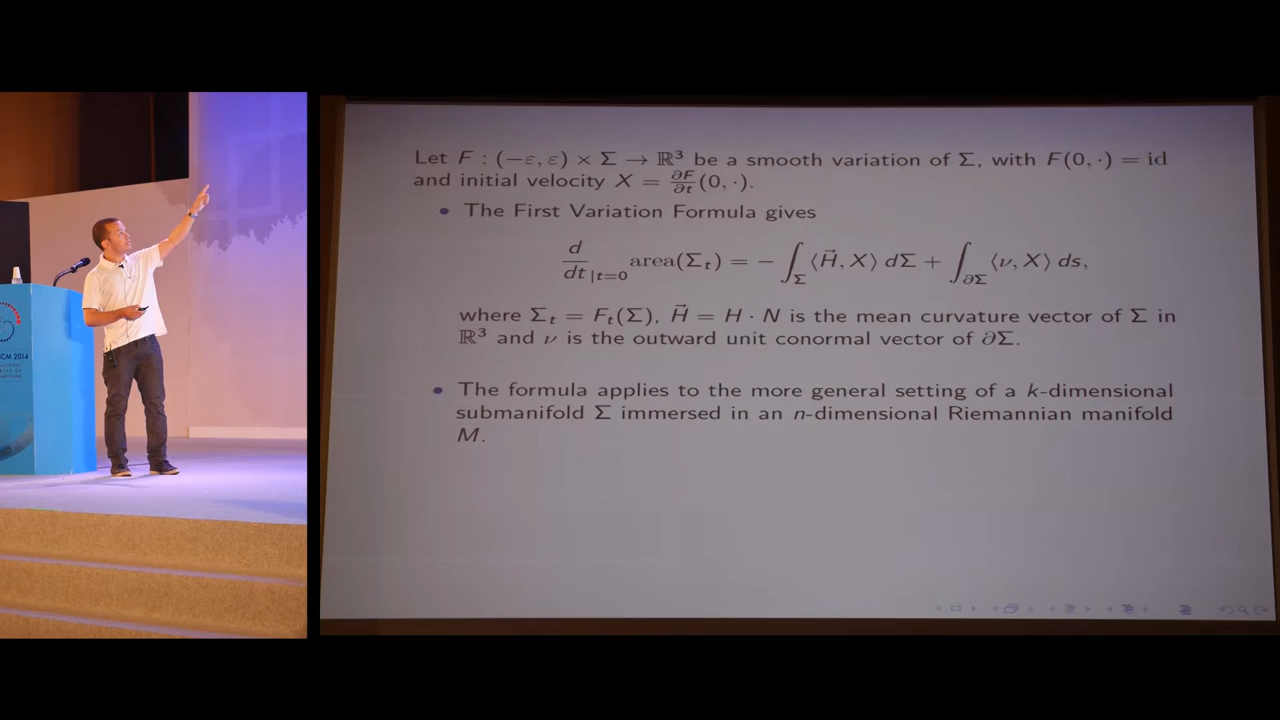 Let F : (−ε, ε) × Σ → ℝ³ be a smooth variation of Σ, with F(0, ·) = id
and initial velocity X = ∂F/∂t (0, ·).
• The First Variation Formula gives
d/dt |t=0 area(Σₜ) = − ∫_Σ ⟨H⃗, X⟩ dΣ + ∫_∂Σ ⟨ν, X⟩ ds,
where Σₜ = Fₜ(Σ), H⃗ = H · N is the mean curvature vector of Σ in
ℝ³ and ν is the outward unit conormal vector of ∂Σ.
• The formula applies to the more general setting of a k-dimensional
submanifold Σ immersed in an n-dimensional Riemannian manifold
M.
CM 2014